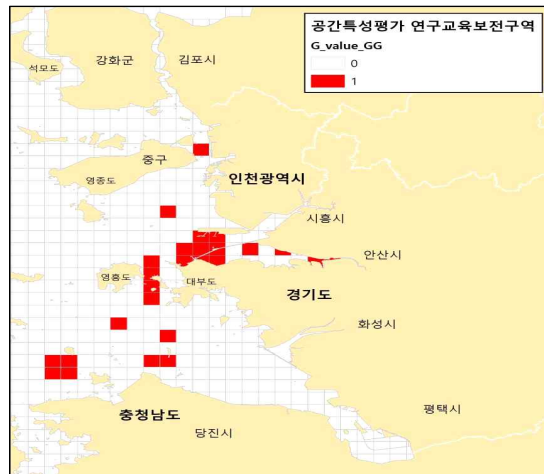 공간특성평가 연구교육보전구역
G_value_GG
0
1
강화군
김포시
석모도
중구
영종도
인천광역시
시흥시
안산시
영흥도
대부도
경기도
화성시
평택시
충청남도
당진시